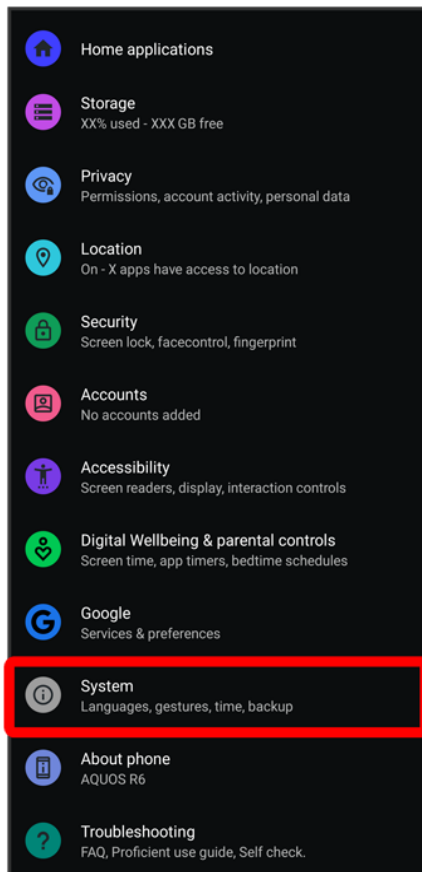 Home applications
Storage
XX% used - XXX GB free
Privacy
Permissions, account activity, personal data
Location
On - X apps have access to location
Security
Screen lock, facecontrol, fingerprint
Accounts
No accounts added
Accessibility
Screen readers, display, interaction controls
Digital Wellbeing & parental controls
Screen time, app timers, bedtime schedules
Google
Services & preferences
System
Languages, gestures, time, backup
About phone
AQUOS R6
Troubleshooting
FAQ, Proficient use guide, Self check.